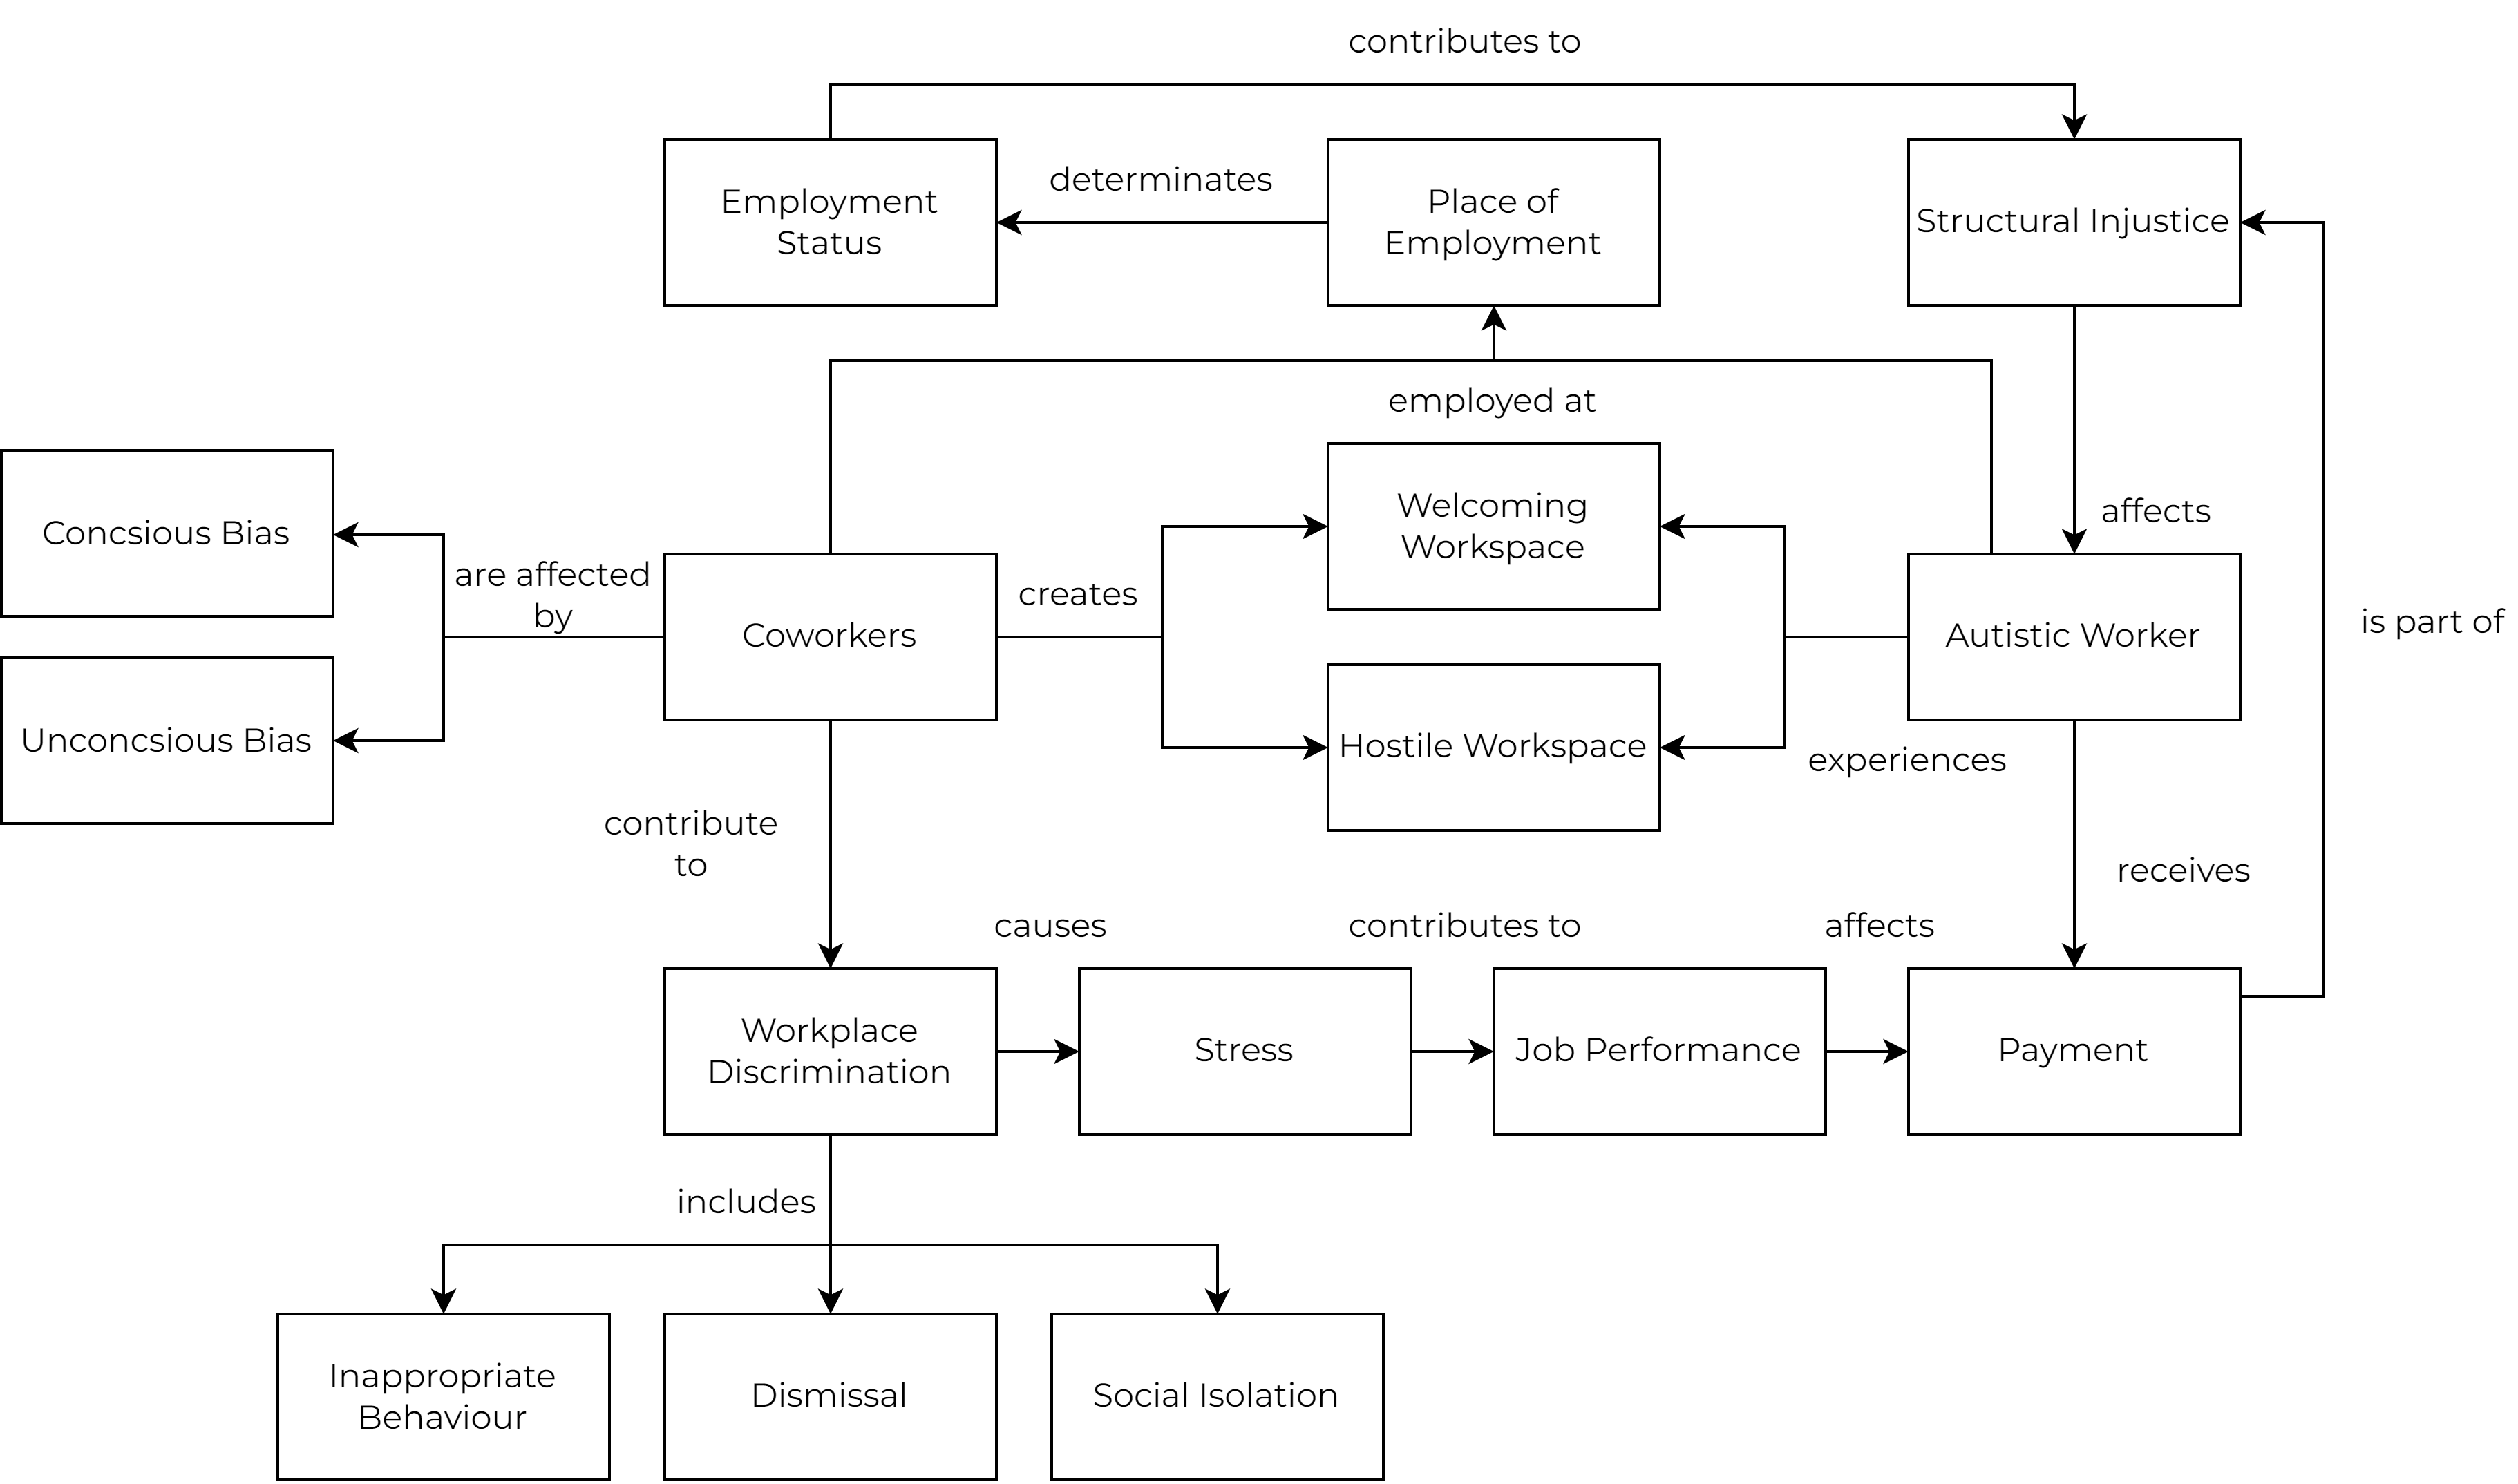 contributes to
Employment
Status
determinates
Place of
Employment
Structural Injustice
employed at
Concsious Bias
Unconcsious Bias
are affected
by
Coworkers
creates
Welcoming
Workspace
Hostile Workspace
affects
Autistic Worker
is part of
experiences
contribute
to
receives
causes
contributes to
affects
Workplace
Discrimination
Stress
Job Performance
Payment
includes
Inappropriate
Behaviour
Dismissal
Social Isolation